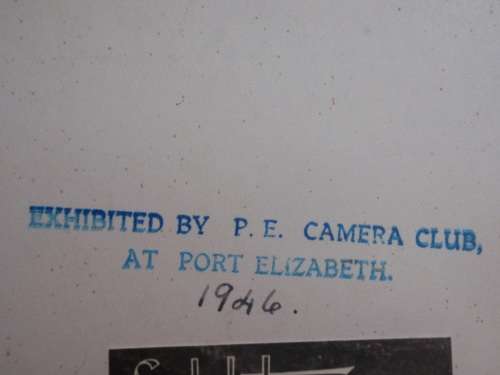 EXHIBITED BY P. E. CAMERA CLUB,
AT PORT ELIZABETH.
1946.